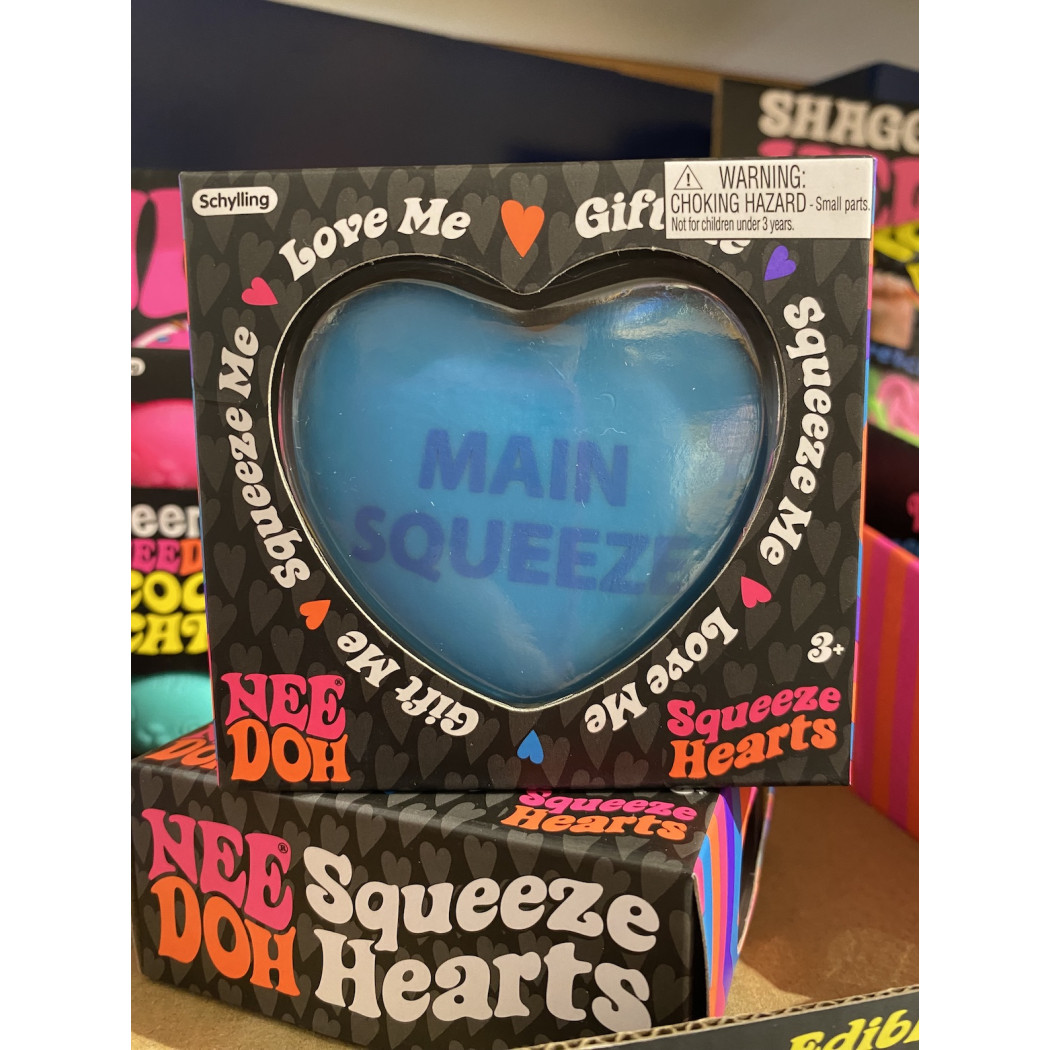 SHAGG
Schylling
WARNING:
CHOKING HAZARD - Small parts.
Not for children under 3 years.
Love Me
Gift
Squeeze Me
Squeeze Me
MAIN
SQUEEZE
Gift Me
Love Me
3+
NEE
DOH
Squeeze
Hearts
Squeeze
Hearts
NEE
DOH
Squeeze
Hearts